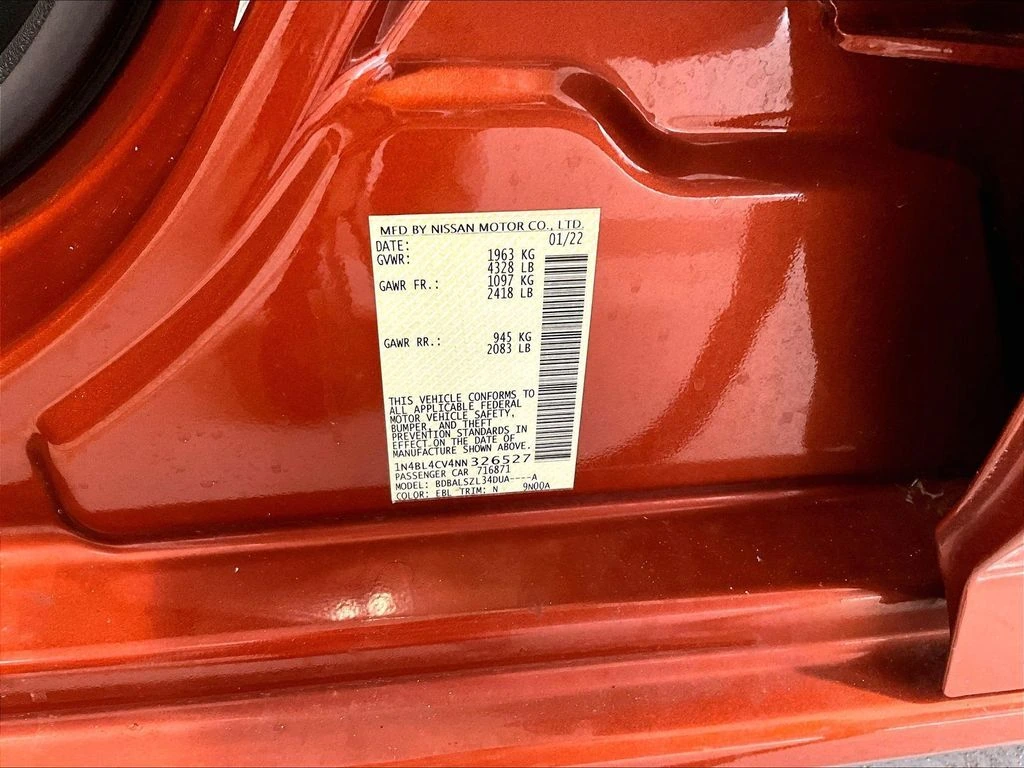 MFD BY NISSAN MOTOR CO., LTD.
DATE: 01/22
GVWR: 1963 KG
4328 LB
GAWR FR.: 1097 KG
2418 LB
GAWR RR.: 945 KG
2083 LB
THIS VEHICLE CONFORMS TO
ALL APPLICABLE FEDERAL
MOTOR VEHICLE SAFETY,
BUMPER, AND THEFT
PREVENTION STANDARDS IN
EFFECT ON THE DATE OF
MANUFACTURE SHOWN ABOVE.
1N4BL4CV4NN 326527
PASSENGER CAR 716871
MODEL: BDBALSZL34DUA----A
COLOR: EBL TRIM: N 9N00A